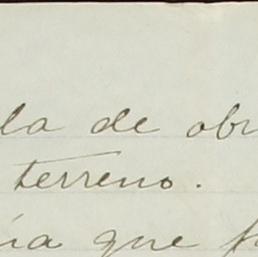 la de obr
terreno.
ía que f